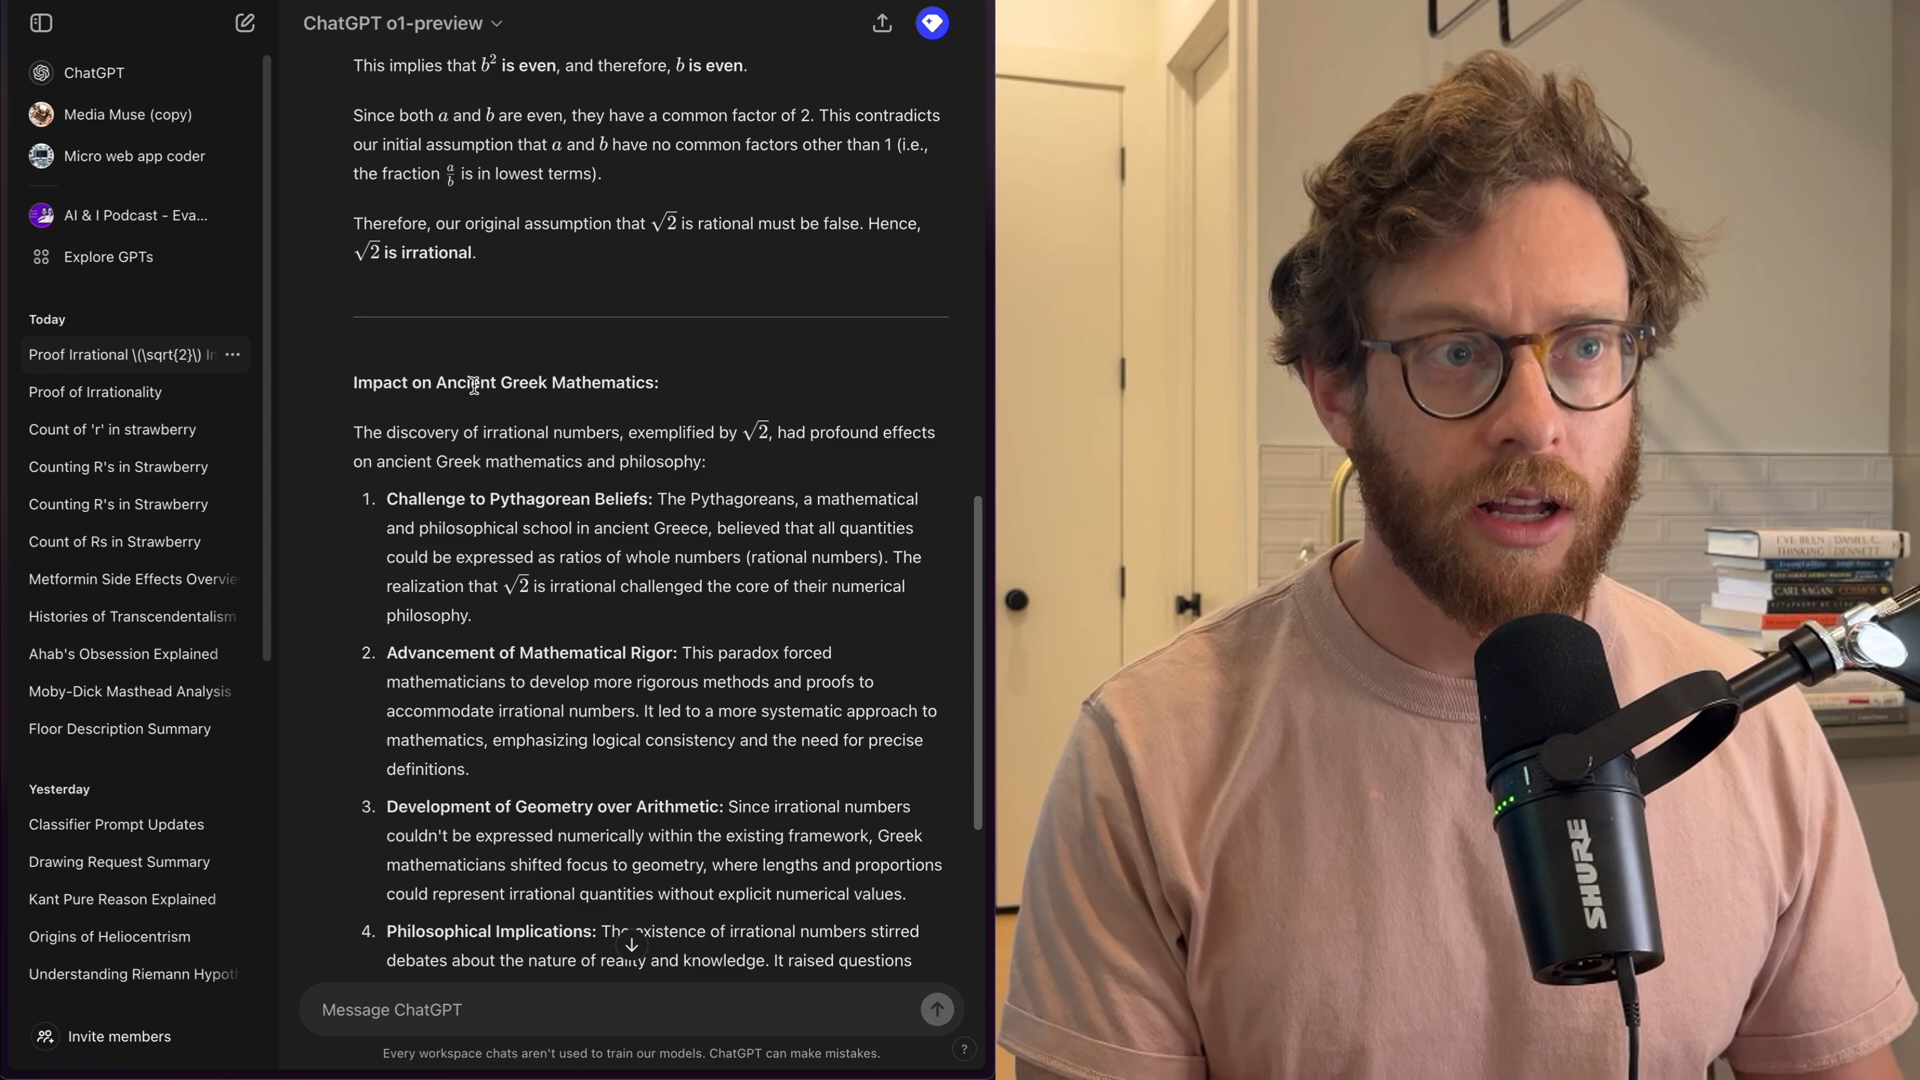 ChatGPT
Media Muse (copy)
Micro web app coder
AI & I Podcast - Eva...
Explore GPTs
Today
Proof Irrational \(\sqrt{2}\) Ir ...
Proof of Irrationality
Count of 'r' in strawberry
Counting R's in Strawberry
Counting R's in Strawberry
Count of Rs in Strawberry
Metformin Side Effects Overvie
Histories of Transcendentalism
Ahab's Obsession Explained
Moby-Dick Masthead Analysis
Floor Description Summary
Yesterday
Classifier Prompt Updates
Drawing Request Summary
Kant Pure Reason Explained
Origins of Heliocentrism
Understanding Riemann Hypoth
Invite members
ChatGPT o1-preview
This implies that b² is even, and therefore, b is even.
Since both a and b are even, they have a common factor of 2. This contradicts
our initial assumption that a and b have no common factors other than 1 (i.e.,
the fraction a/b is in lowest terms).
Therefore, our original assumption that √2 is rational must be false. Hence,
√2 is irrational.
Impact on Ancient Greek Mathematics:
The discovery of irrational numbers, exemplified by √2, had profound effects
on ancient Greek mathematics and philosophy:
1. Challenge to Pythagorean Beliefs: The Pythagoreans, a mathematical
and philosophical school in ancient Greece, believed that all quantities
could be expressed as ratios of whole numbers (rational numbers). The
realization that √2 is irrational challenged the core of their numerical
philosophy.
2. Advancement of Mathematical Rigor: This paradox forced
mathematicians to develop more rigorous methods and proofs to
accommodate irrational numbers. It led to a more systematic approach to
mathematics, emphasizing logical consistency and the need for precise
definitions.
3. Development of Geometry over Arithmetic: Since irrational numbers
couldn't be expressed numerically within the existing framework, Greek
mathematicians shifted focus to geometry, where lengths and proportions
could represent irrational quantities without explicit numerical values.
4. Philosophical Implications: The existence of irrational numbers stirred
debates about the nature of reality and knowledge. It raised questions
Message ChatGPT
Every workspace chats aren't used to train our models. ChatGPT can make mistakes.
?
I'VE BEEN THINKING
DANIEL C. DENNETT
CARL SAGAN COSMOS
SHURE